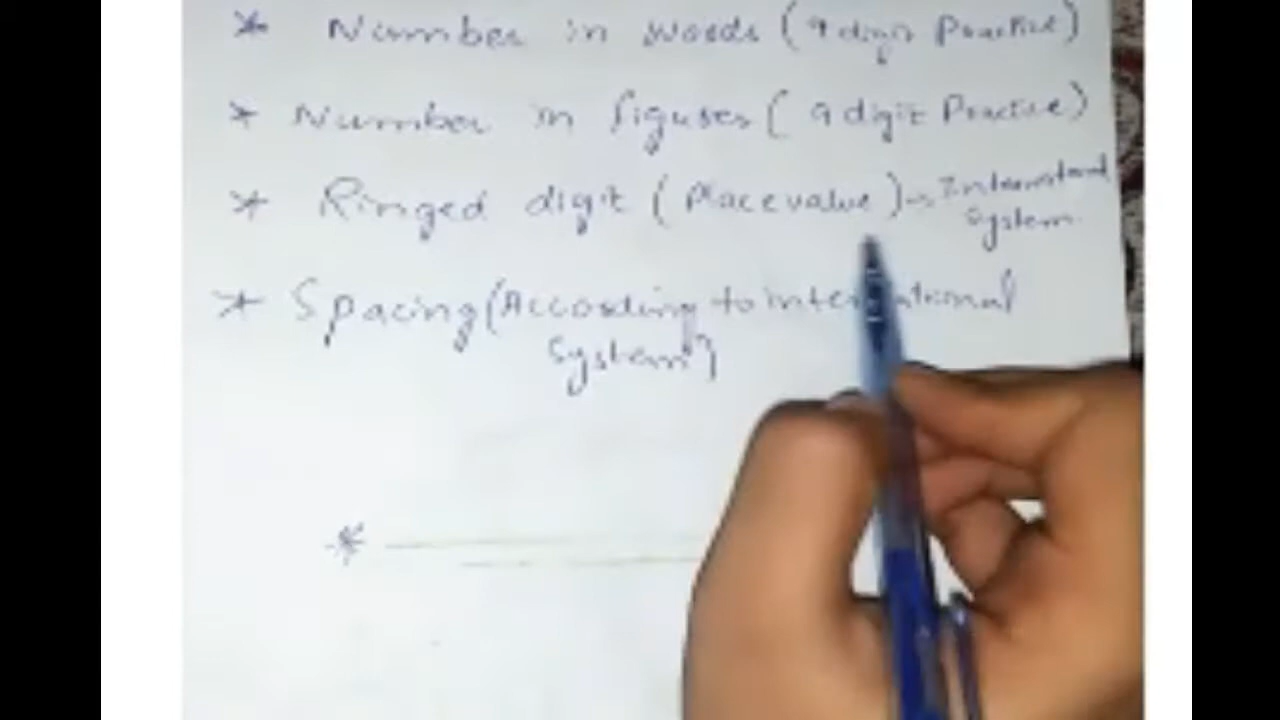 * Number in words (9 digit Practice)
* Number in figures (9 digit Practice)
* Ringed digit (Place value) → International System
* Spacing (According to international
System)
*